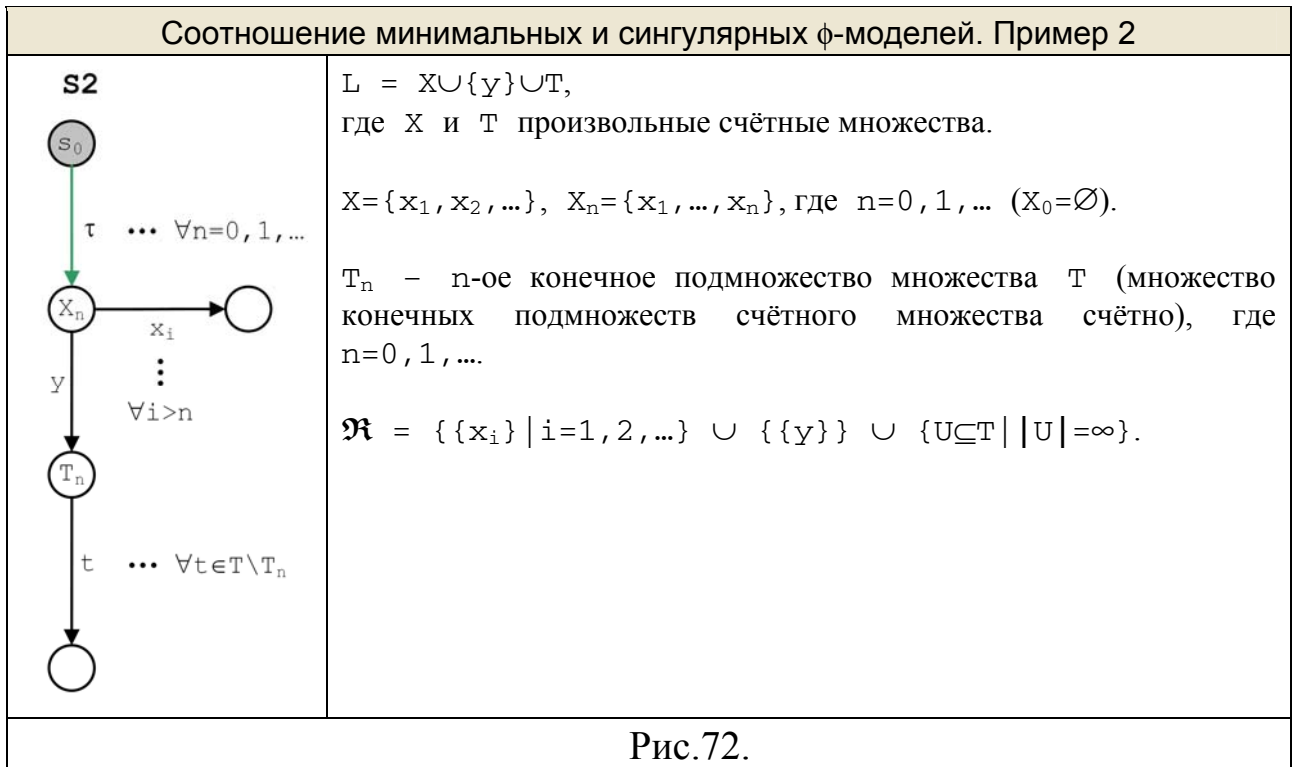 Соотношение минимальных и сингулярных ϕ-моделей. Пример 2
S2
s₀
τ ••• ∀n=0,1,…
Xₙ
xᵢ
y
⋮
∀i>n
Tₙ
t ••• ∀t∈T\Tₙ
L = X∪{y}∪T,
где X и T произвольные счётные множества.
X={x₁,x₂,…}, Xₙ={x₁,…,xₙ}, где n=0,1,… (X₀=∅).
Tₙ – n-ое конечное подмножество множества T (множество
конечных подмножеств счётного множества счётно), где
n=0,1,….
ℜ = {{xᵢ}|i=1,2,…} ∪ {{y}} ∪ {U⊆T||U|=∞}.
Рис.72.